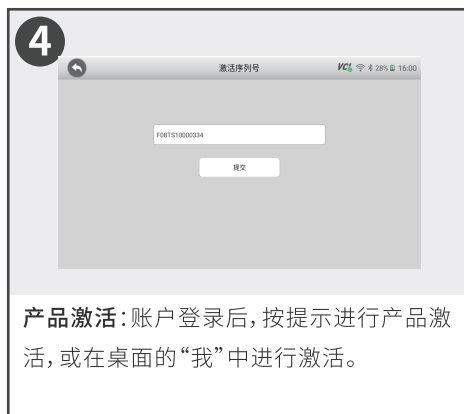 4
激活序列号 VCI 28% 16:00
F08TS10000334
提交
产品激活:账户登录后,按提示进行产品激
活,或在桌面的“我”中进行激活。